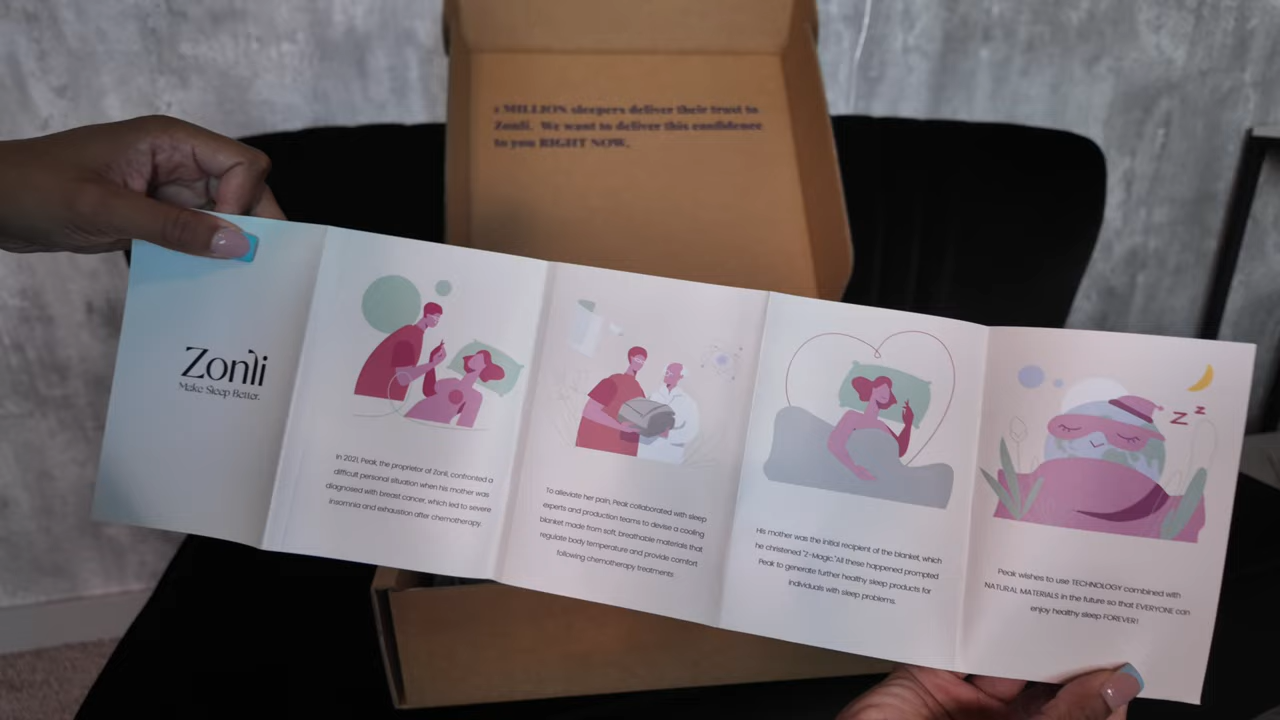 1 MILLION sleepers deliver their trust to
Zonli. We want to deliver this confidence
to you RIGHT NOW.
Zonli
Make Sleep Better.
In 2021, Peak, the proprietor of Zonli, confronted a
difficult personal situation when his mother was
diagnosed with breast cancer, which led to severe
insomnia and exhaustion after chemotherapy.
To alleviate her pain, Peak collaborated with sleep
experts and production teams to devise a cooling
blanket made from soft, breathable materials that
regulate body temperature and provide comfort
following chemotherapy treatments.
His mother was the initial recipient of the blanket, which
he christened "Z-Magic." All these happened prompted
Peak to generate further healthy sleep products for
individuals with sleep problems.
Z Z
Peak wishes to use TECHNOLOGY combined with
NATURAL MATERIALS in the future so that EVERYONE can
enjoy healthy sleep FOREVER!